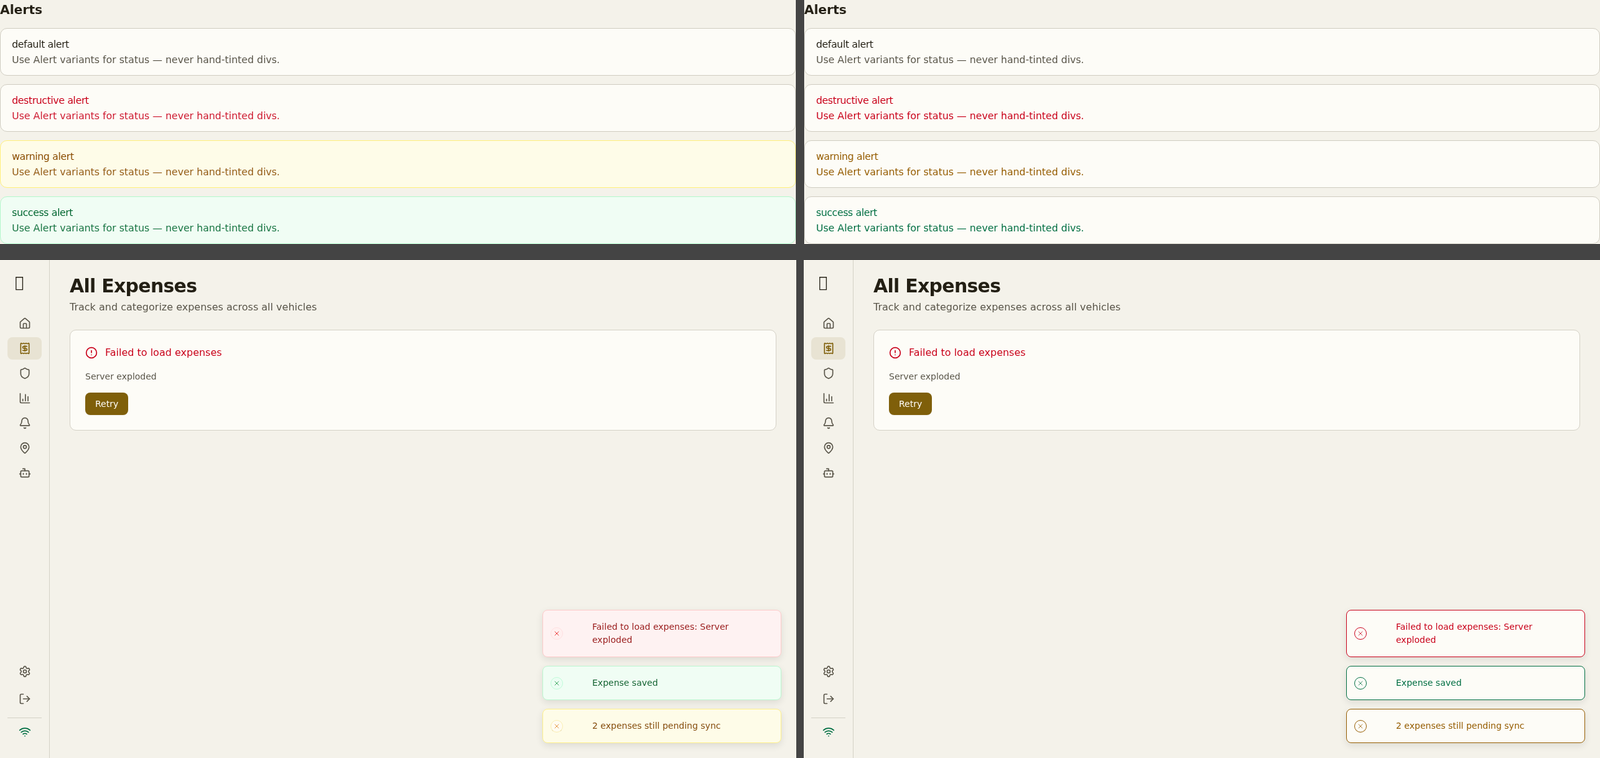 Alerts
default alert
Use Alert variants for status — never hand-tinted divs.
destructive alert
Use Alert variants for status — never hand-tinted divs.
warning alert
Use Alert variants for status — never hand-tinted divs.
success alert
Use Alert variants for status — never hand-tinted divs.
Alerts
default alert
Use Alert variants for status — never hand-tinted divs.
destructive alert
Use Alert variants for status — never hand-tinted divs.
warning alert
Use Alert variants for status — never hand-tinted divs.
success alert
Use Alert variants for status — never hand-tinted divs.
All Expenses
Track and categorize expenses across all vehicles
Failed to load expenses
Server exploded
Retry
Failed to load expenses: Server
exploded
Expense saved
2 expenses still pending sync
All Expenses
Track and categorize expenses across all vehicles
Failed to load expenses
Server exploded
Retry
Failed to load expenses: Server
exploded
Expense saved
2 expenses still pending sync